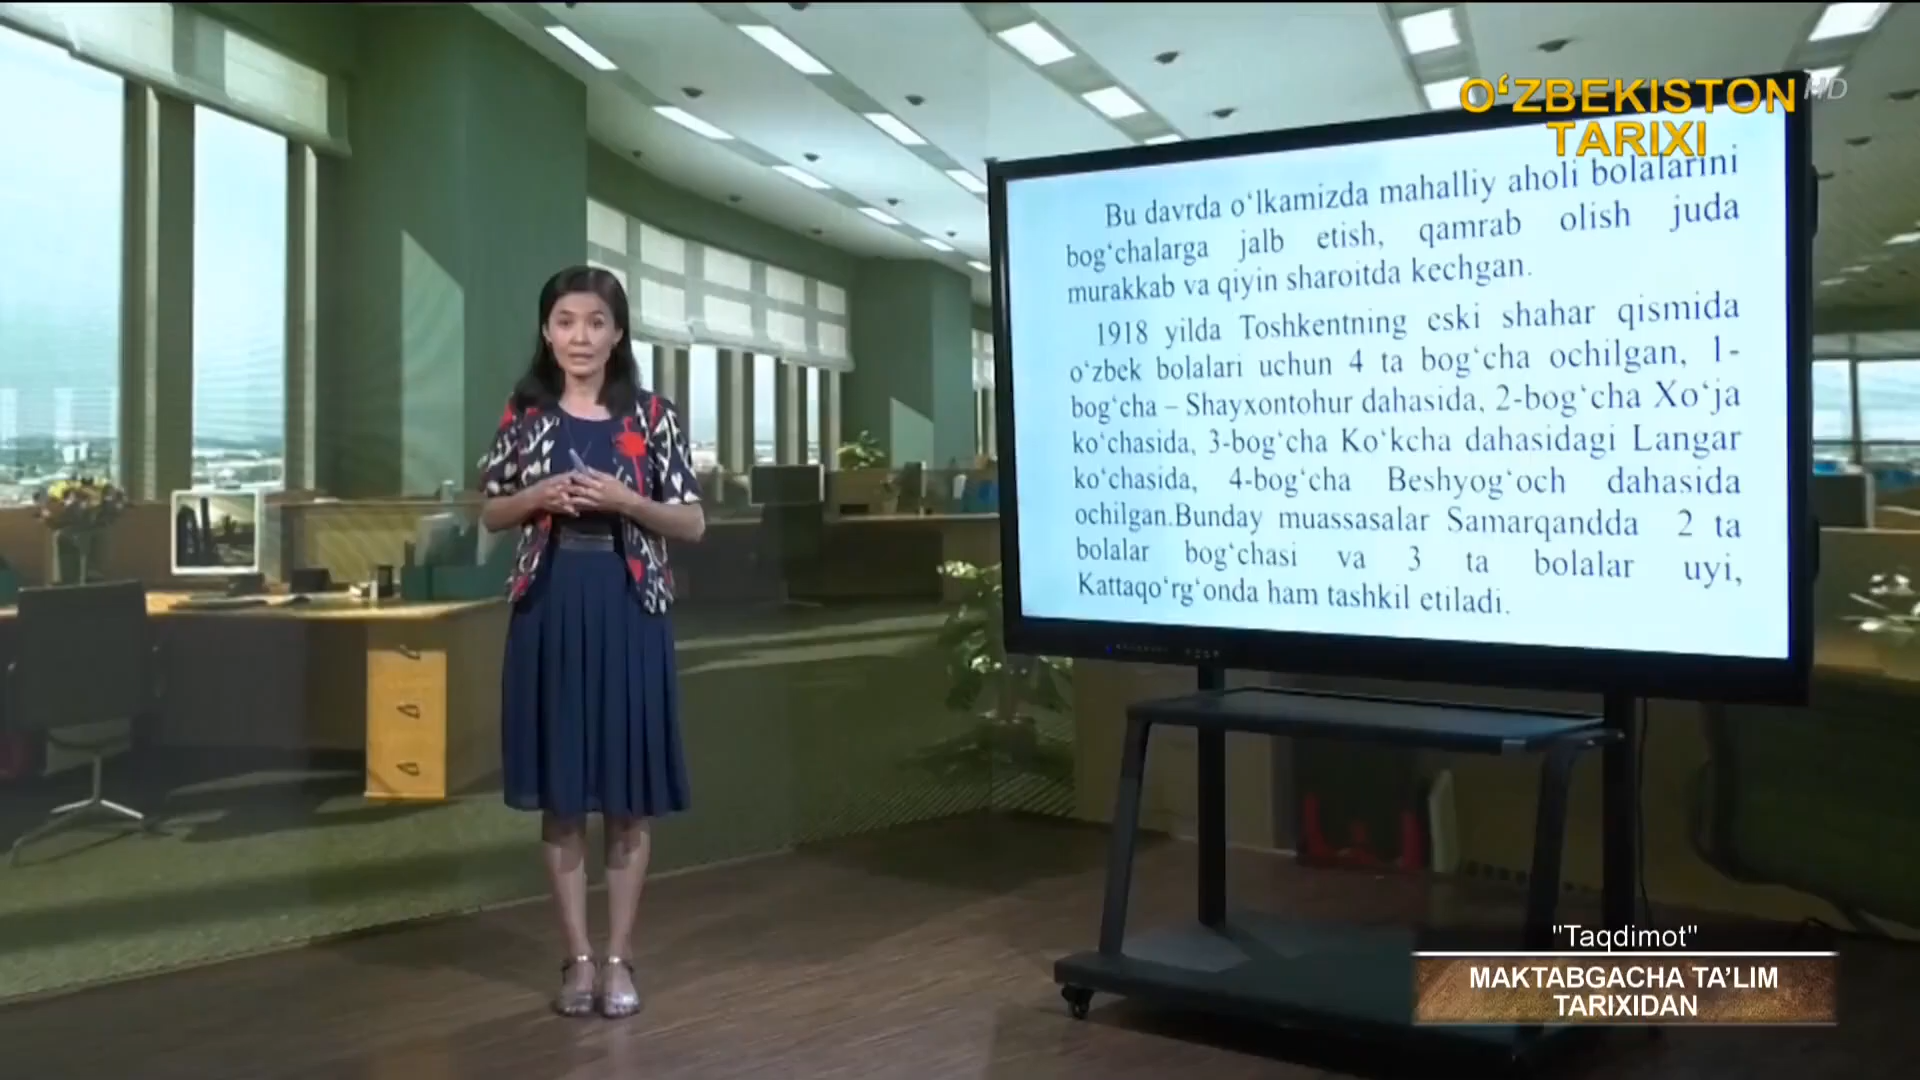 O‘ZBEKISTON HD
TARIXI
Bu davrda o‘lkamizda mahalliy aholi bolalarini
bog‘chalarga jalb etish, qamrab olish juda
murakkab va qiyin sharoitda kechgan.
1918 yilda Toshkentning eski shahar qismida
o‘zbek bolalari uchun 4 ta bog‘cha ochilgan, 1-
bog‘cha – Shayxontohur dahasida, 2-bog‘cha Xo‘ja
ko‘chasida, 3-bog‘cha Ko‘kcha dahasidagi Langar
ko‘chasida, 4-bog‘cha Beshyog‘och dahasida
ochilgan.Bunday muassasalar Samarqandda 2 ta
bolalar bog‘chasi va 3 ta bolalar uyi,
Kattaqo‘rg‘onda ham tashkil etiladi.
"Taqdimot"
MAKTABGACHA TA’LIM
TARIXIDAN